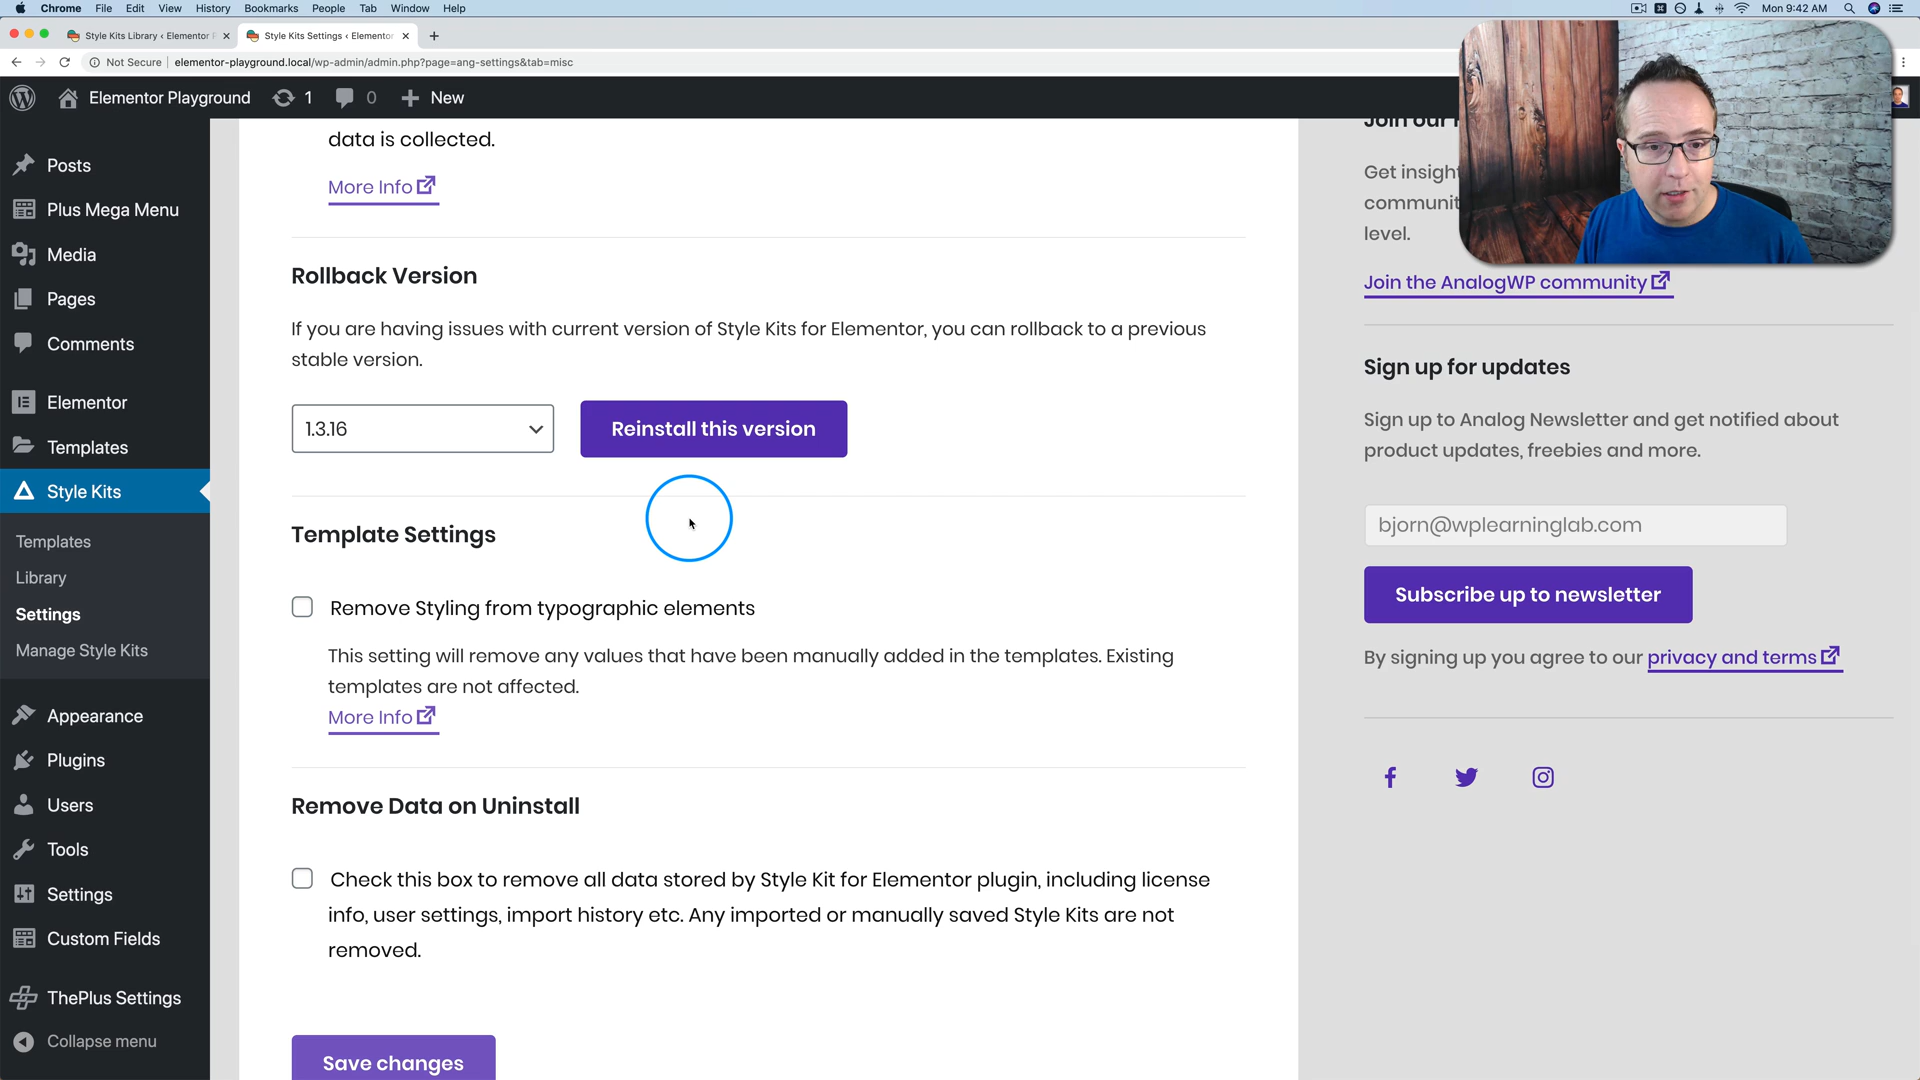 Chrome File Edit View History Bookmarks People Tab Window Help Mon 9:42 AM
Style Kits Library ‹ Elementor Style Kits Settings ‹ Elementor
Not Secure elementor-playground.local/wp-admin/admin.php?page=ang-settings&tab=misc
Elementor Playground 1 0 New
Posts
Plus Mega Menu
Media
Pages
Comments
Elementor
Templates
Style Kits
Templates
Library
Settings
Manage Style Kits
Appearance
Plugins
Users
Tools
Settings
Custom Fields
ThePlus Settings
Collapse menu
data is collected.
More Info
Rollback Version
If you are having issues with current version of Style Kits for Elementor, you can rollback to a previous
stable version.
1.3.16
Reinstall this version
Template Settings
Remove Styling from typographic elements
This setting will remove any values that have been manually added in the templates. Existing
templates are not affected.
More Info
Remove Data on Uninstall
Check this box to remove all data stored by Style Kit for Elementor plugin, including license
info, user settings, import history etc. Any imported or manually saved Style Kits are not
removed.
Save changes
Join our
Get insight
communit
level.
Join the AnalogWP community
Sign up for updates
Sign up to Analog Newsletter and get notified about
product updates, freebies and more.
bjorn@wplearninglab.com
Subscribe up to newsletter
By signing up you agree to our privacy and terms